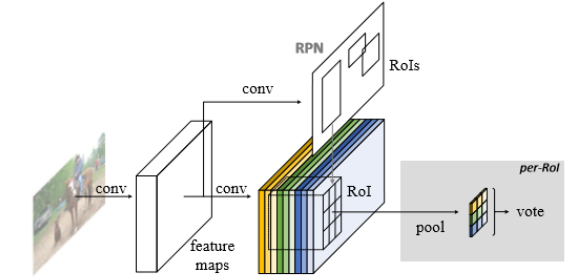 RPN
RoIs
conv
per-RoI
conv
conv
RoI
pool
vote
feature
maps